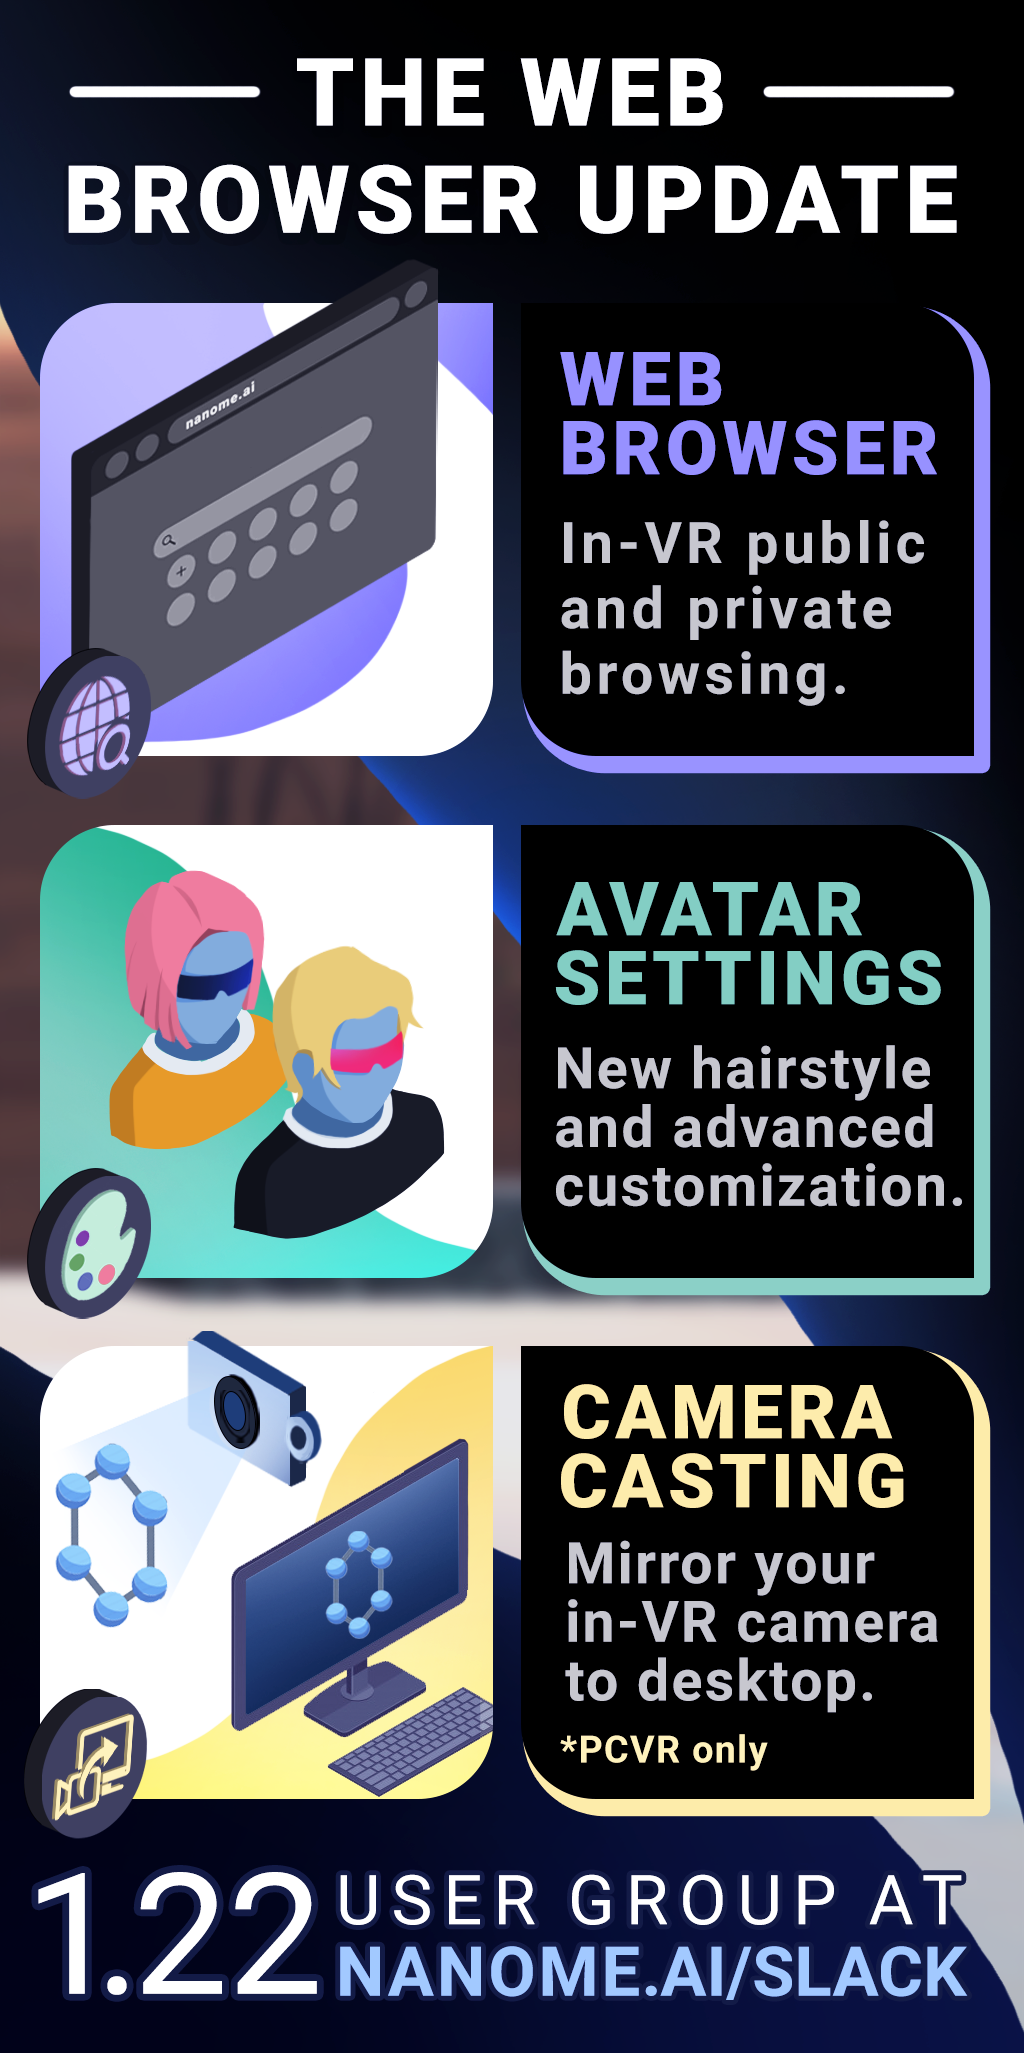 THE WEB
BROWSER UPDATE
nanome.ai
WEB
BROWSER
In-VR public
and private
browsing.
AVATAR
SETTINGS
New hairstyle
and advanced
customization.
CAMERA
CASTING
Mirror your
in-VR camera
to desktop.
*PCVR only
1.22
USER GROUP AT
NANOME.AI/SLACK